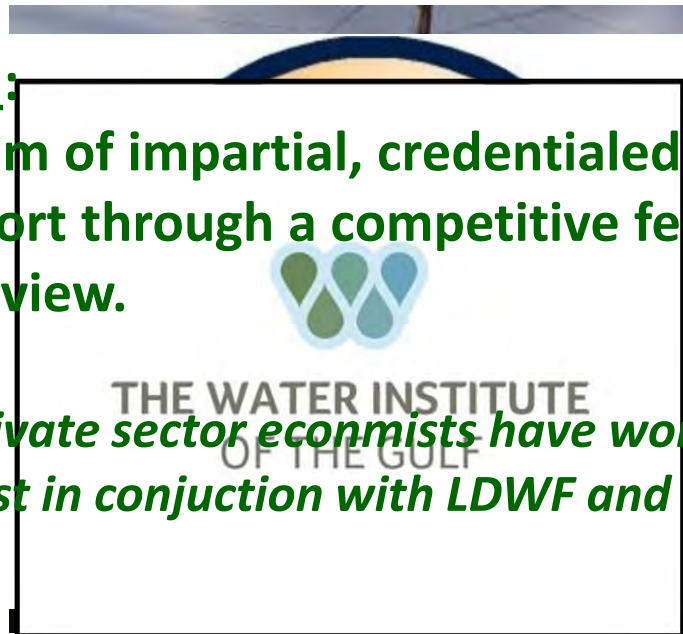 :
m of impartial, credentialed
ort through a competitive fe
view.
THE WATER INSTITUTE
ivate sector econmists have wor
OF THE GULF
st in conjuction with LDWF and